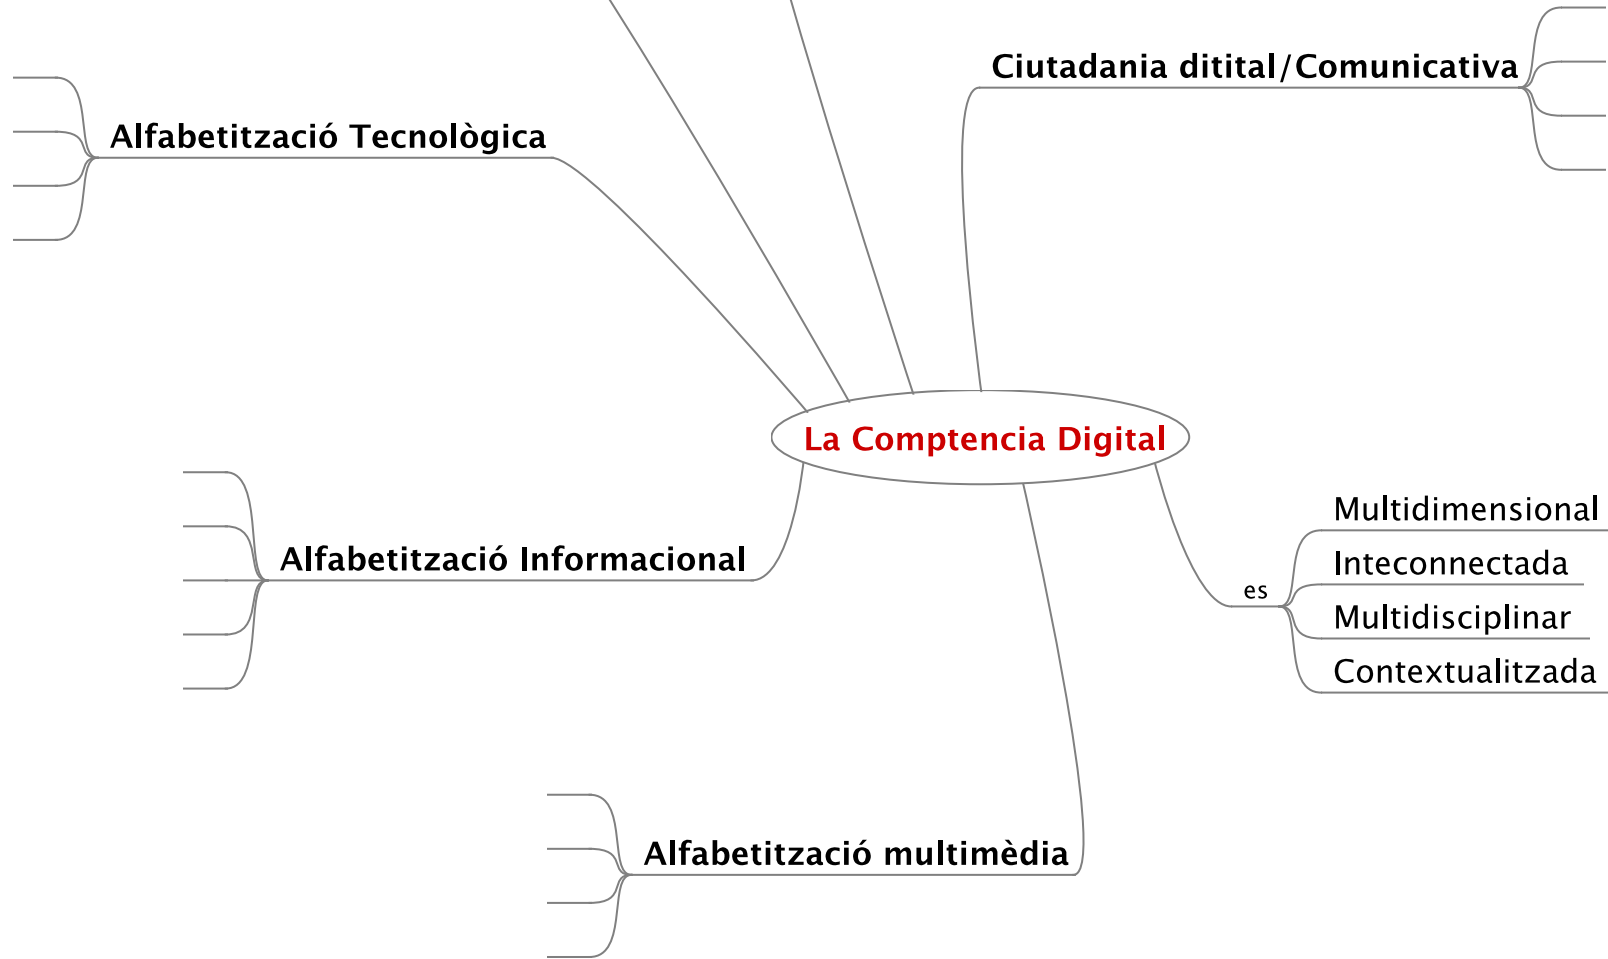 Ciutadania ditital/Comunicativa
Alfabetització Tecnològica
La Comptencia Digital
Multidimensional
Alfabetització Informacional
Inteconnectada
es
Multidisciplinar
Contextualitzada
Alfabetització multimèdia